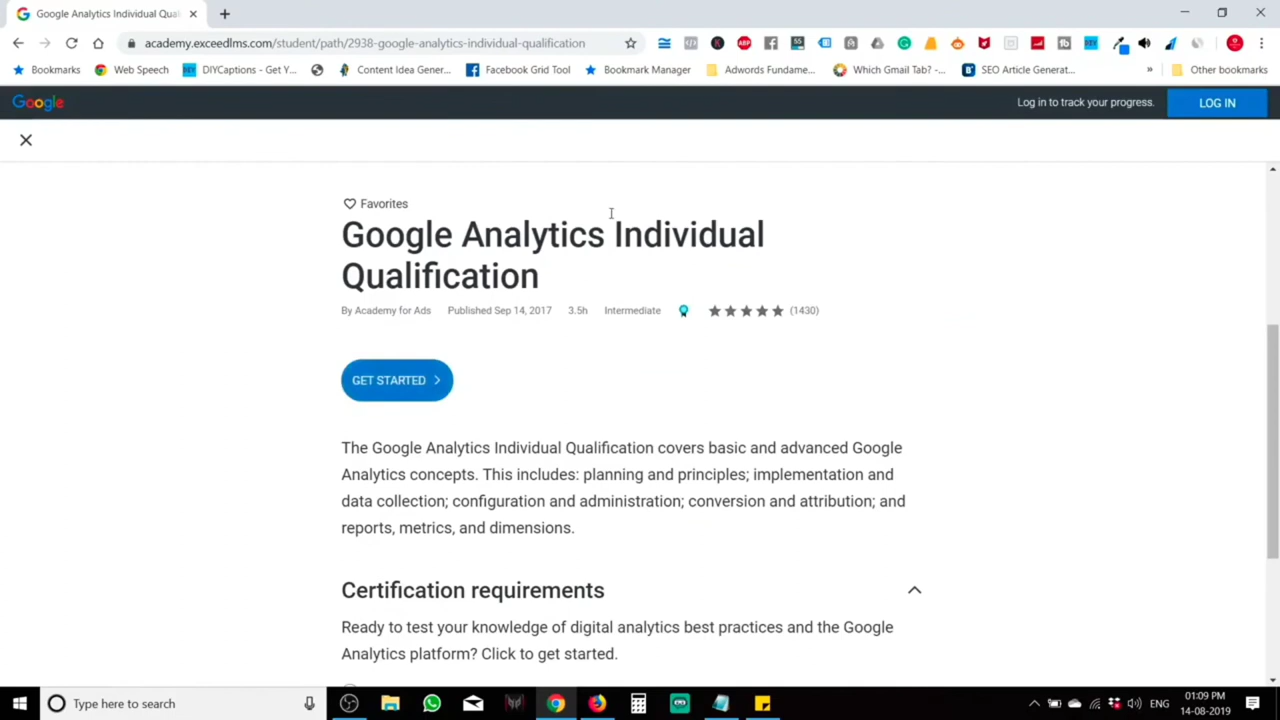 Google Analytics Individual Qual
academy.exceedlms.com/student/path/2938-google-analytics-individual-qualification
Bookmarks
Web Speech
DIYCaptions - Get Y...
Content Idea Gener...
Facebook Grid Tool
Bookmark Manager
Adwords Fundame...
Which Gmail Tab? -...
SEO Article Generat...
»
Other bookmarks
Google
Log in to track your progress.
LOG IN
Favorites
Google Analytics Individual
Qualification
By Academy for Ads Published Sep 14, 2017 3.5h Intermediate (1430)
GET STARTED
The Google Analytics Individual Qualification covers basic and advanced Google
Analytics concepts. This includes: planning and principles; implementation and
data collection; configuration and administration; conversion and attribution; and
reports, metrics, and dimensions.
Certification requirements
Ready to test your knowledge of digital analytics best practices and the Google
Analytics platform? Click to get started.
Type here to search
ENG
01:09 PM
14-08-2019